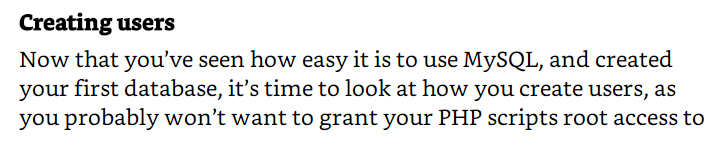 Creating users
Now that you’ve seen how easy it is to use MySQL, and created
your first database, it’s time to look at how you create users, as
you probably won’t want to grant your PHP scripts root access to